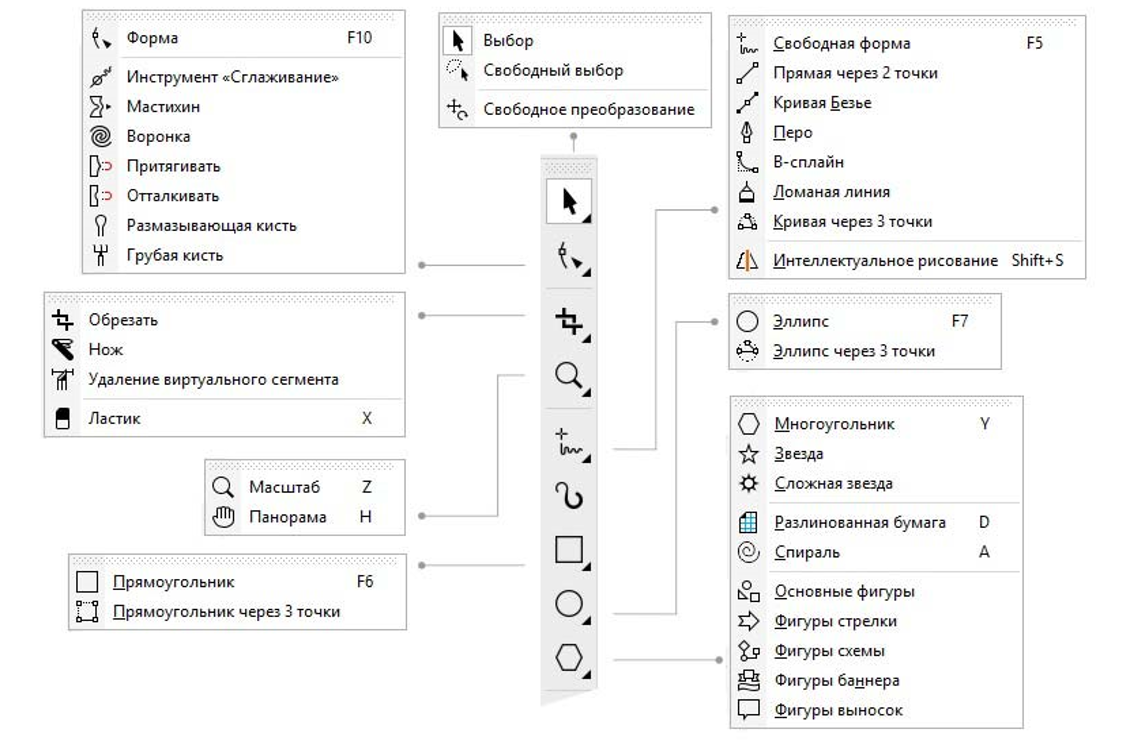 Форма F10
Инструмент «Сглаживание»
Мастихин
Воронка
Притягивать
Отталкивать
Размазывающая кисть
Грубая кисть
Обрезать
Нож
Удаление виртуального сегмента
Ластик X
Масштаб Z
Панорама H
Прямоугольник F6
Прямоугольник через 3 точки
Выбор
Свободный выбор
Свободное преобразование
Свободная форма F5
Прямая через 2 точки
Кривая Безье
Перо
B-сплайн
Ломаная линия
Кривая через 3 точки
Интеллектуальное рисование Shift+S
Эллипс F7
Эллипс через 3 точки
Многоугольник Y
Звезда
Сложная звезда
Разлинованная бумага D
Спираль A
Основные фигуры
Фигуры стрелки
Фигуры схемы
Фигуры баннера
Фигуры выносок